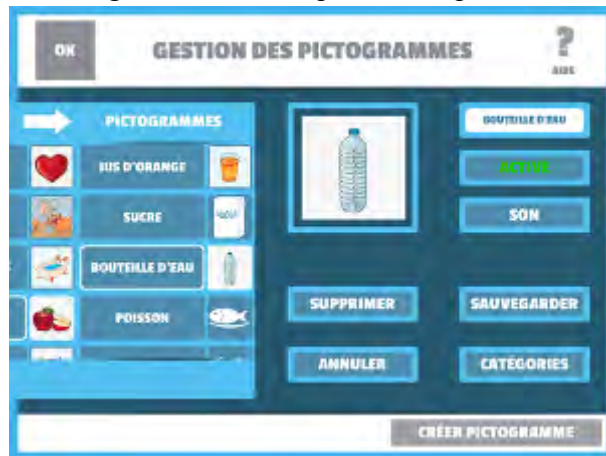 OK
GESTION DES PICTOGRAMMES
?
AIDE
PICTOGRAMMES
JUS D'ORANGE
SUCRE
BOUTEILLE D'EAU
POISSON
BOUTEILLE D'EAU
ACTIVÉ
SON
SUPPRIMER
SAUVEGARDER
ANNULER
CATÉGORIES
CRÉER PICTOGRAMME